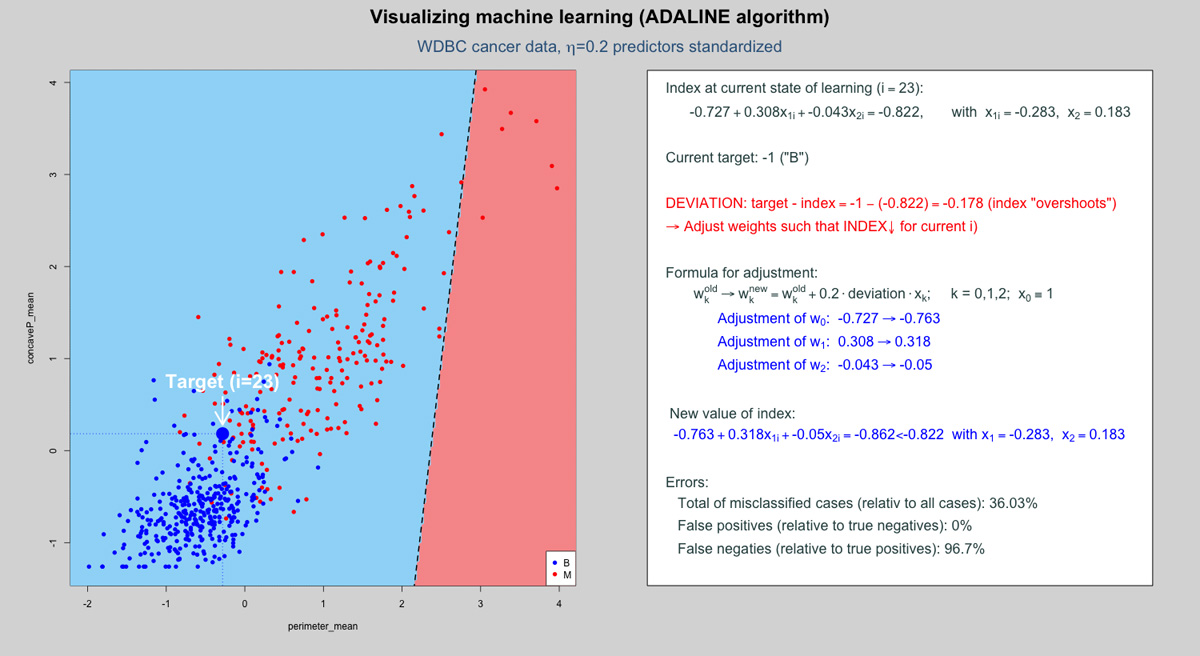 Visualizing machine learning (ADALINE algorithm)
WDBC cancer data, η=0.2 predictors standardized
concaveP_mean
4
3
2
1
0
-1
Target (i=23)
B
M
-2 -1 0 1 2 3 4
perimeter_mean
Index at current state of learning (i = 23):
-0.727 + 0.308x₁ᵢ + -0.043x₂ᵢ = -0.822, with x₁ᵢ = -0.283, x₂ = 0.183
Current target: -1 ("B")
DEVIATION: target - index = -1 − (-0.822) = -0.178 (index "overshoots")
→ Adjust weights such that INDEX↓ for current i)
Formula for adjustment:
w_k^old → w_k^new = w_k^old + 0.2 · deviation · x_k; k = 0,1,2; x₀ ≡ 1
Adjustment of w₀: -0.727 → -0.763
Adjustment of w₁: 0.308 → 0.318
Adjustment of w₂: -0.043 → -0.05
New value of index:
-0.763 + 0.318x₁ᵢ + -0.05x₂ᵢ = -0.862<-0.822 with x₁ = -0.283, x₂ = 0.183
Errors:
Total of misclassified cases (relativ to all cases): 36.03%
False positives (relative to true negatives): 0%
False negaties (relative to true positives): 96.7%